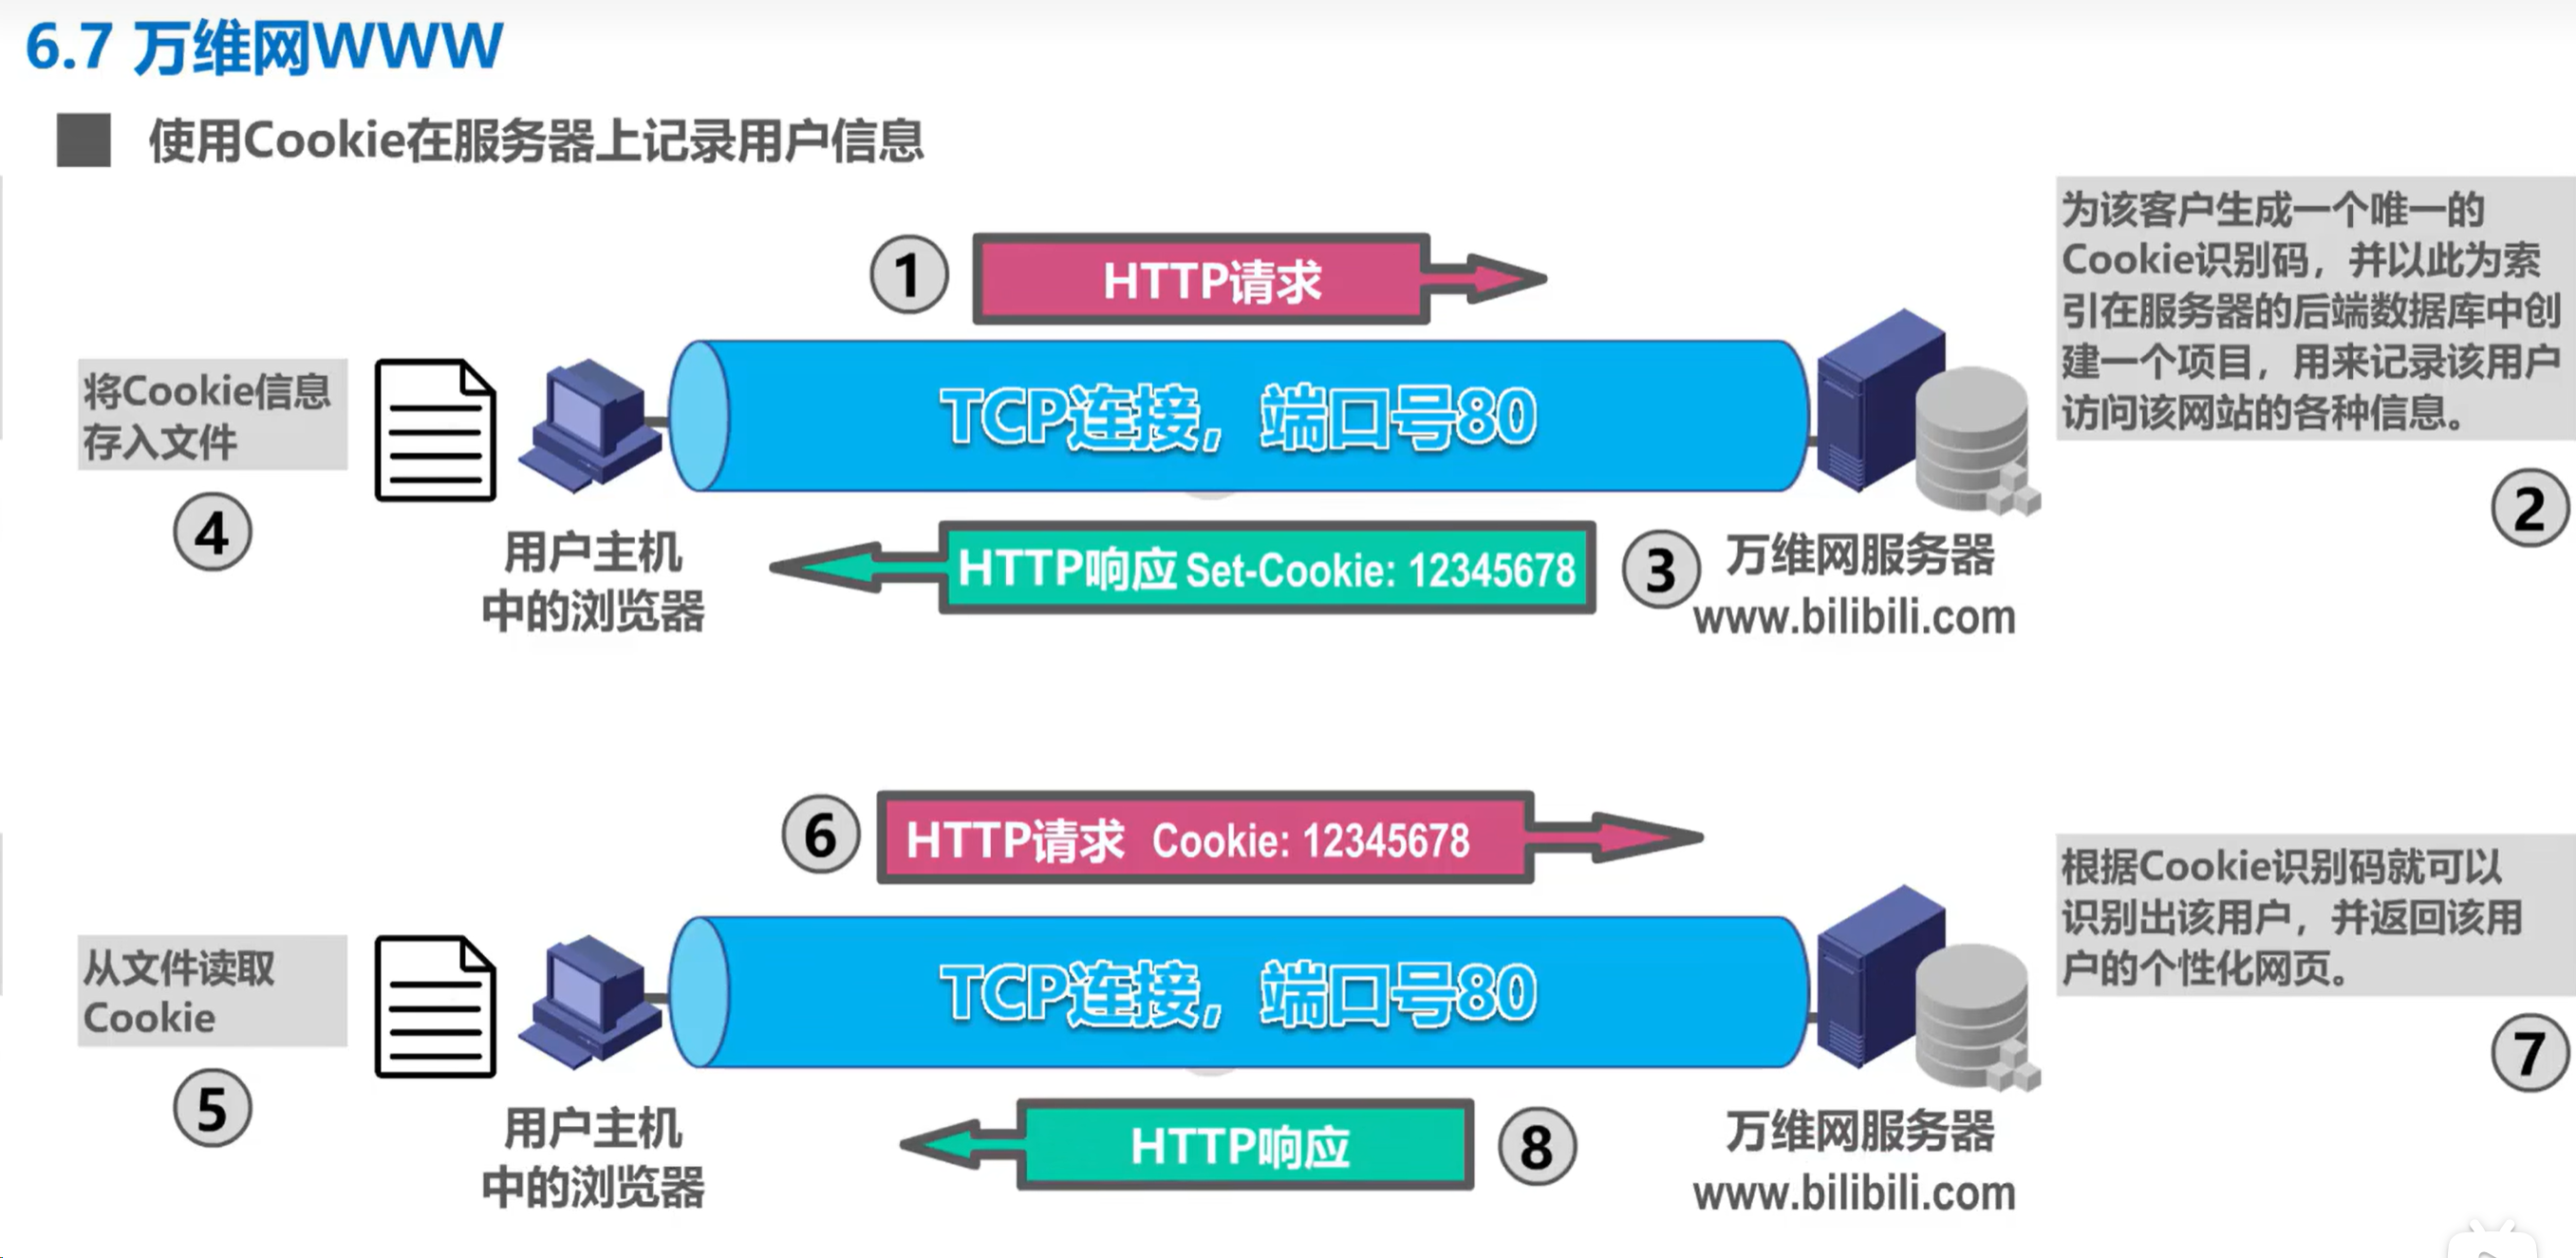 6.7 万维网WWW
使用Cookie在服务器上记录用户信息
① HTTP请求
TCP连接，端口号80
为该客户生成一个唯一的
Cookie识别码，并以此为索
引在服务器的后端数据库中创
建一个项目，用来记录该用户
访问该网站的各种信息。
②
HTTP响应 Set-Cookie: 12345678 ③
将Cookie信息
存入文件
④
用户主机
中的浏览器
万维网服务器
www.bilibili.com
从文件读取
Cookie
⑤
⑥ HTTP请求 Cookie: 12345678
TCP连接，端口号80
根据Cookie识别码就可以
识别出该用户，并返回该用
户的个性化网页。
⑦
HTTP响应 ⑧
用户主机
中的浏览器
万维网服务器
www.bilibili.com